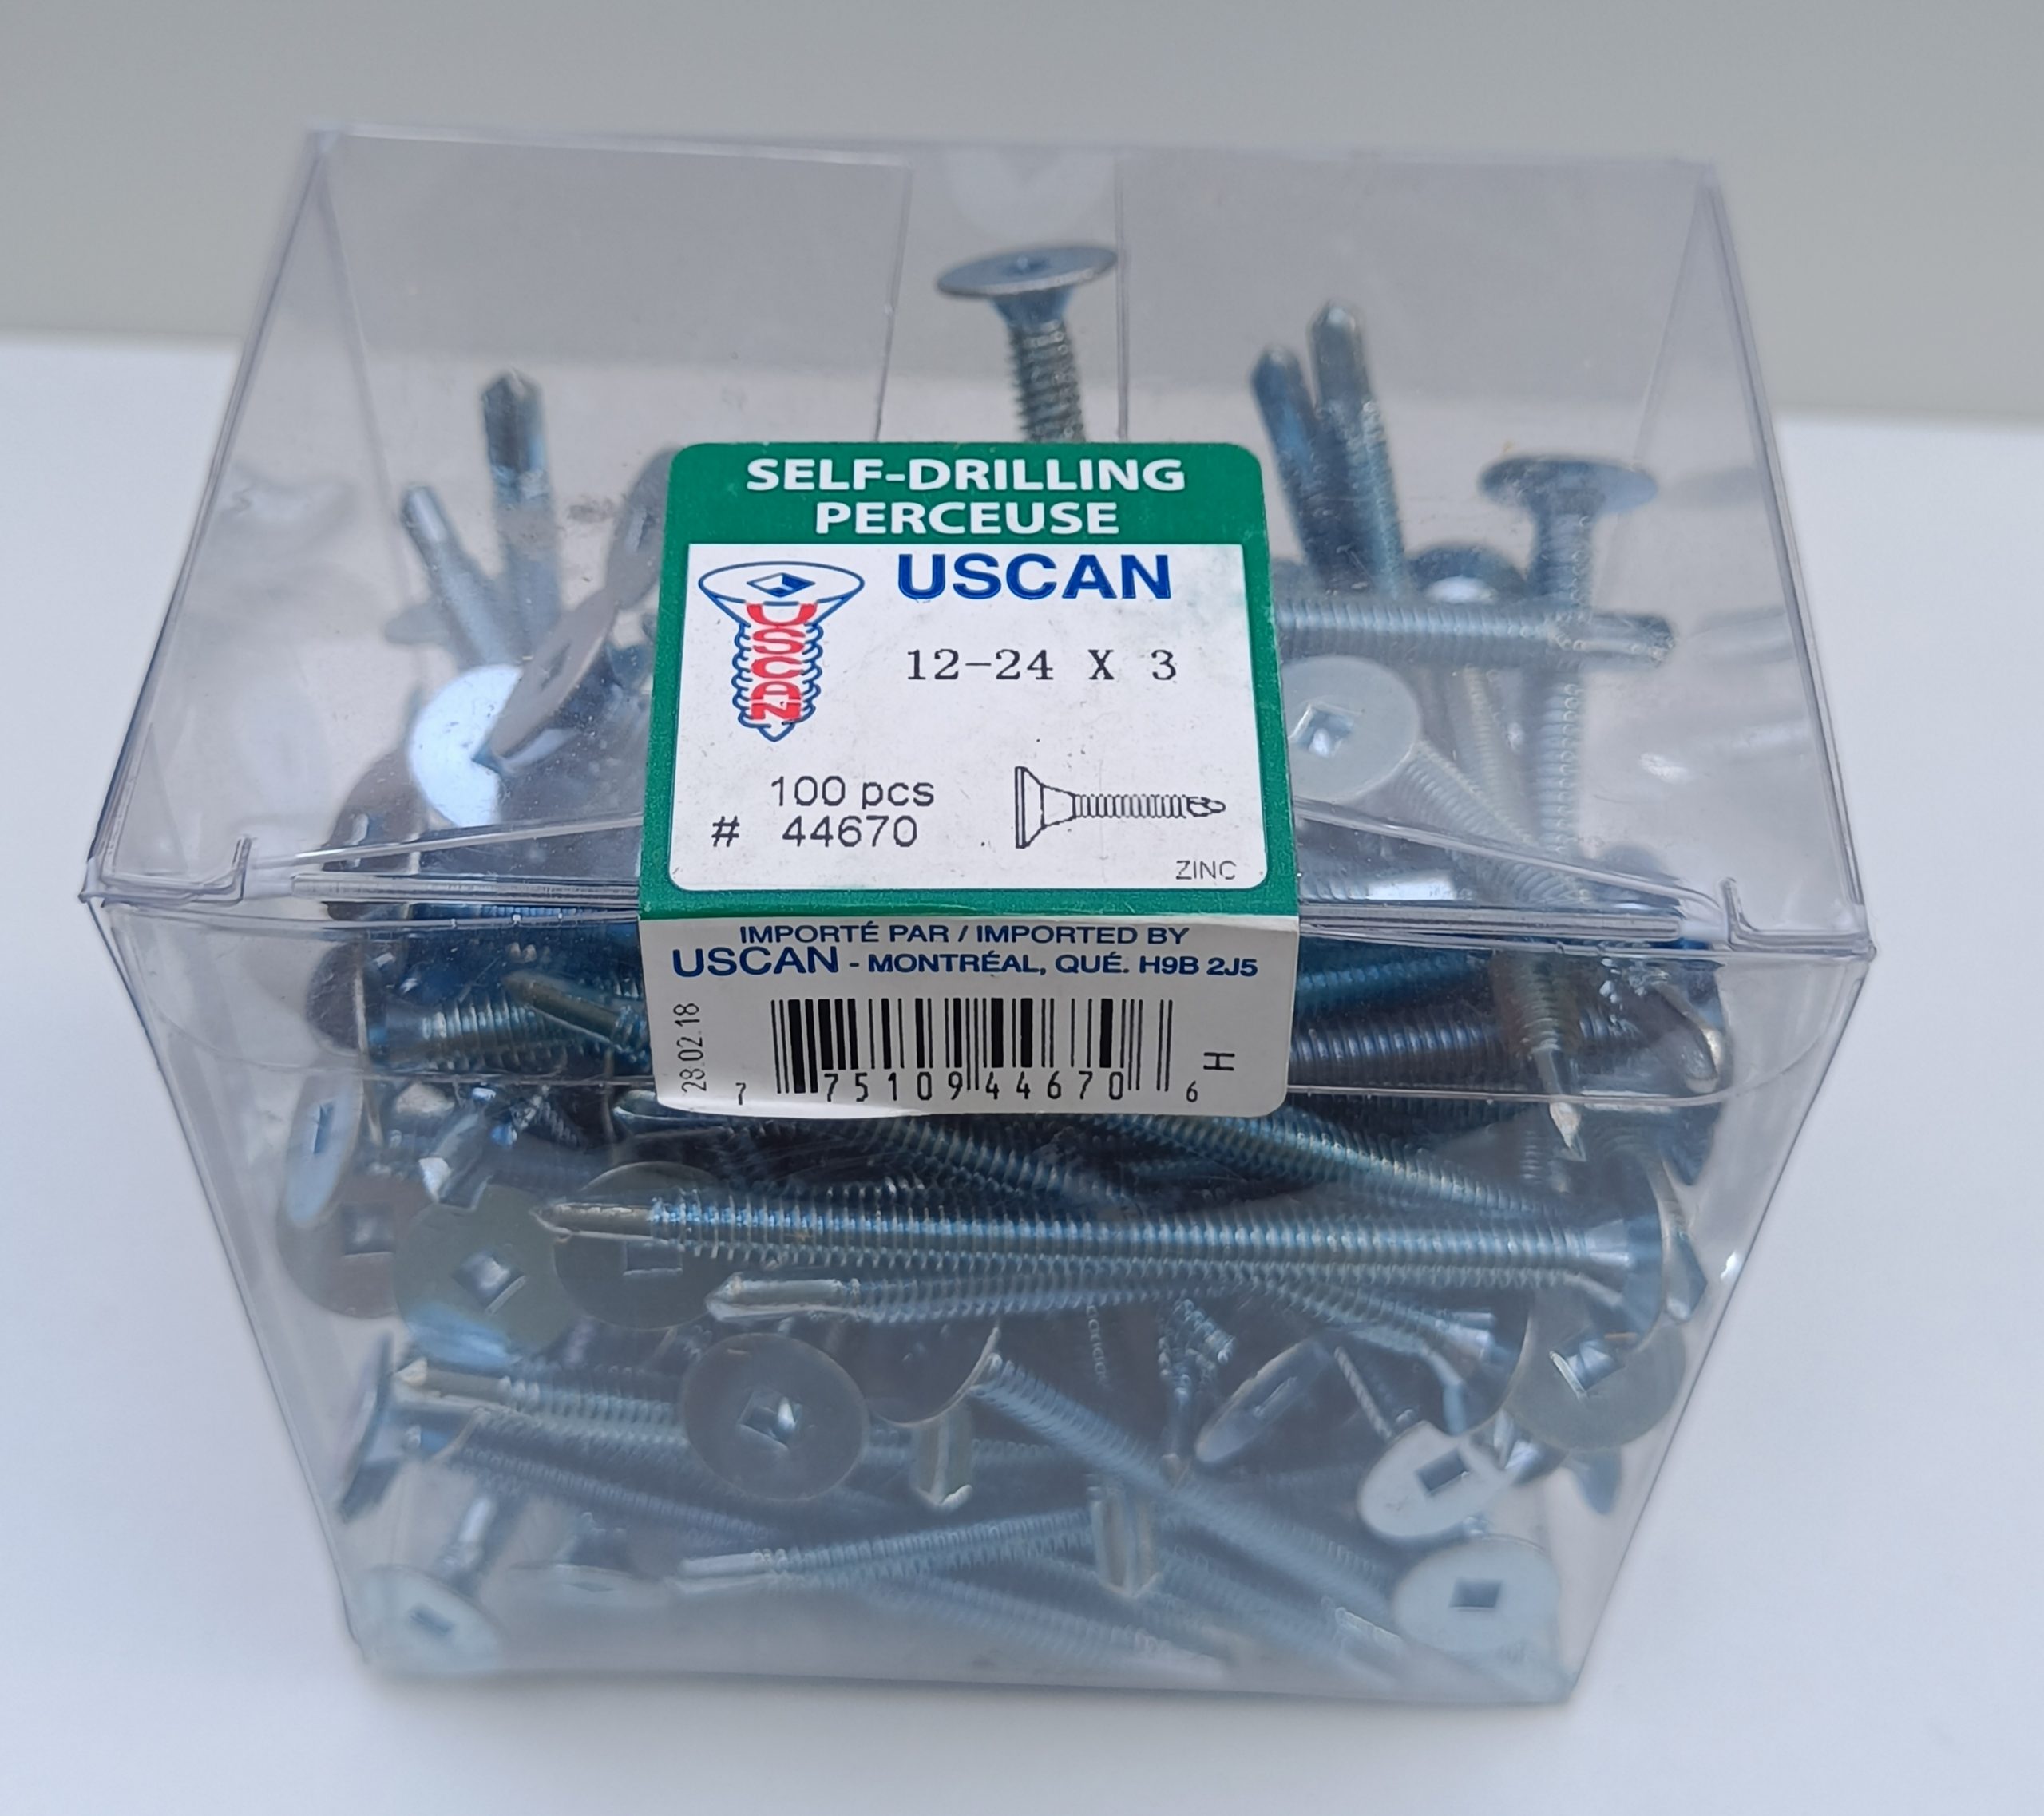 SELF-DRILLING
PERCEUSE
USCAN
USCAN
12-24 X 3
100 pcs
# 44670
ZINC
IMPORTÉ PAR / IMPORTED BY
USCAN - MONTRÉAL, QUÉ. H9B 2J5
28.02.18
7 75109 44670 6
H